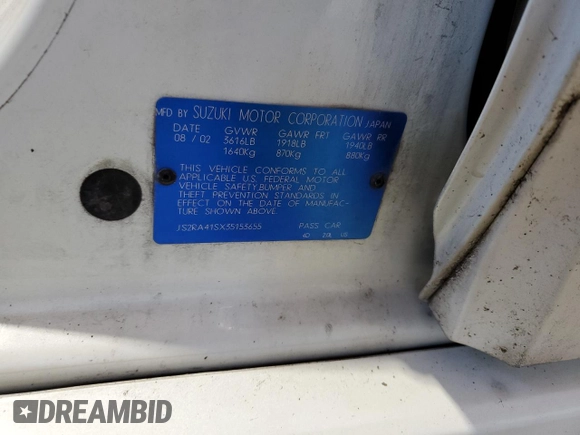 MFD BY SUZUKI MOTOR CORPORATION JAPAN
DATE GVWR GAWR FRT GAWR RR
08 / 02 3616LB 1918LB 1940LB
1640Kg 870Kg 880Kg
THIS VEHICLE CONFORMS TO ALL
APPLICABLE U.S. FEDERAL MOTOR
VEHICLE SAFETY,BUMPER AND
THEFT PREVENTION STANDARDS IN
EFFECT ON THE DATE OF MANUFAC-
TURE SHOWN ABOVE.
JS2RA41SX35153655 PASS CAR
DREAMBID